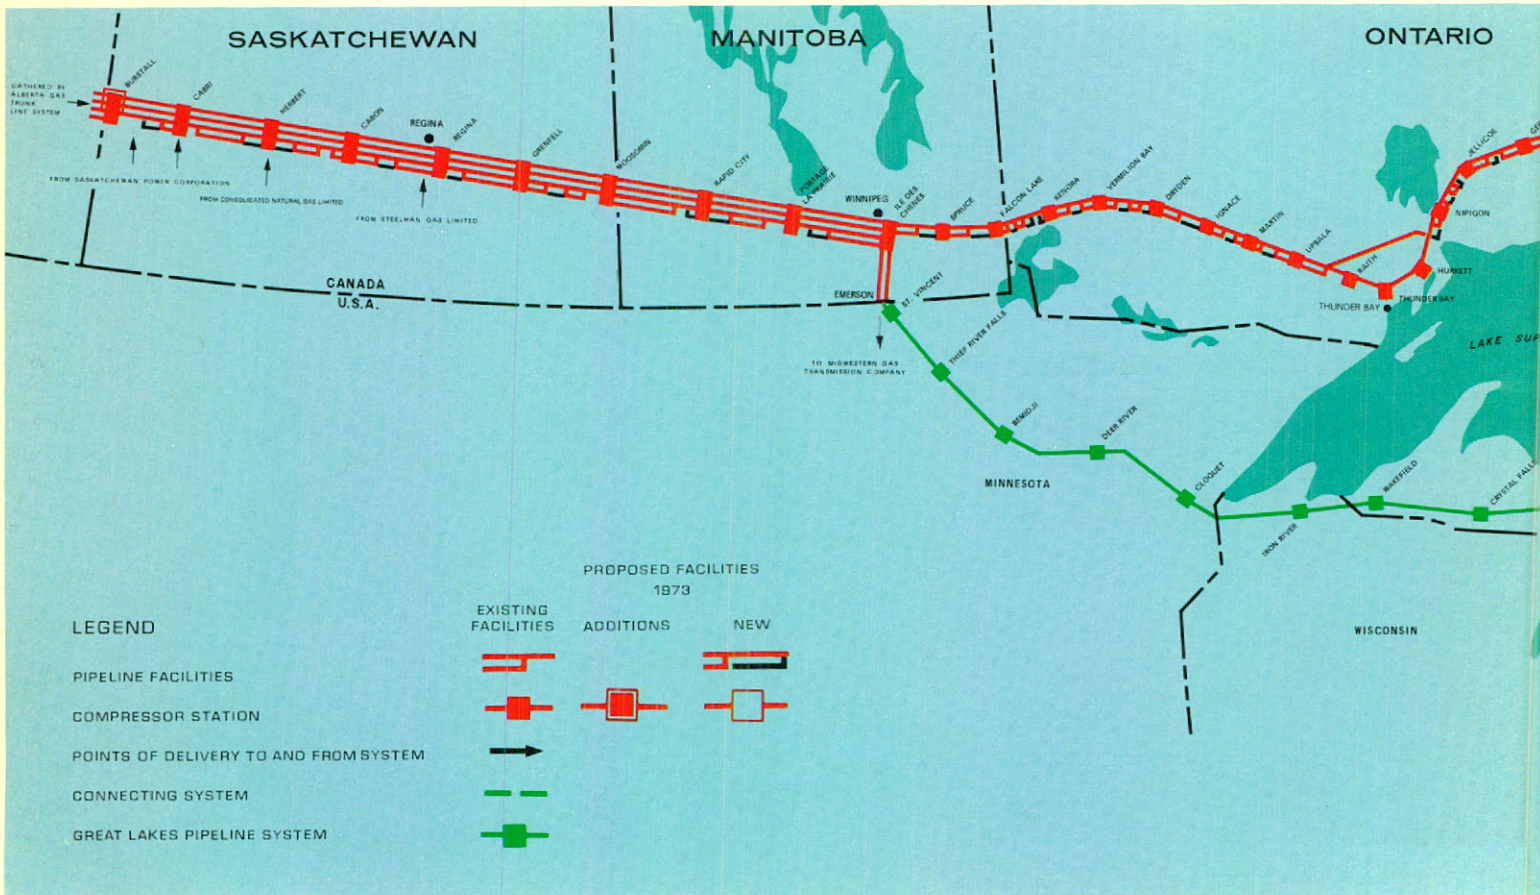 SASKATCHEWAN
MANITOBA
ONTARIO
GATHERED BY
ALBERTA GAS
TRUNK
LINE SYSTEM
BURSTALL
CABRI
HERBERT
CARON
REGINA
REGINA
GRENFELL
MOOSOMIN
RAPID CITY
PORTAGE
LA PRAIRIE
WINNIPEG
ILE DES
CHENES
SPRUCE
FALCON LAKE
KENORA
VERMILION BAY
DRYDEN
IGNACE
MARTIN
UPSALA
RAITH
THUNDER BAY
THUNDER BAY
HURKETT
NIPIGON
JELLICOE
FROM SASKATCHEWAN POWER CORPORATION
FROM CONSOLIDATED NATURAL GAS LIMITED
FROM STEELMAN GAS LIMITED
CANADA
U.S.A.
EMERSON
ST. VINCENT
TO MIDWESTERN GAS
TRANSMISSION COMPANY
THIEF RIVER FALLS
BEMIDJI
DEER RIVER
CLOQUET
MINNESOTA
IRON RIVER
WAKEFIELD
CRYSTAL FALL
LAKE SUP
WISCONSIN
PROPOSED FACILITIES
1973
LEGEND
EXISTING
FACILITIES
ADDITIONS
NEW
PIPELINE FACILITIES
COMPRESSOR STATION
POINTS OF DELIVERY TO AND FROM SYSTEM
CONNECTING SYSTEM
GREAT LAKES PIPELINE SYSTEM